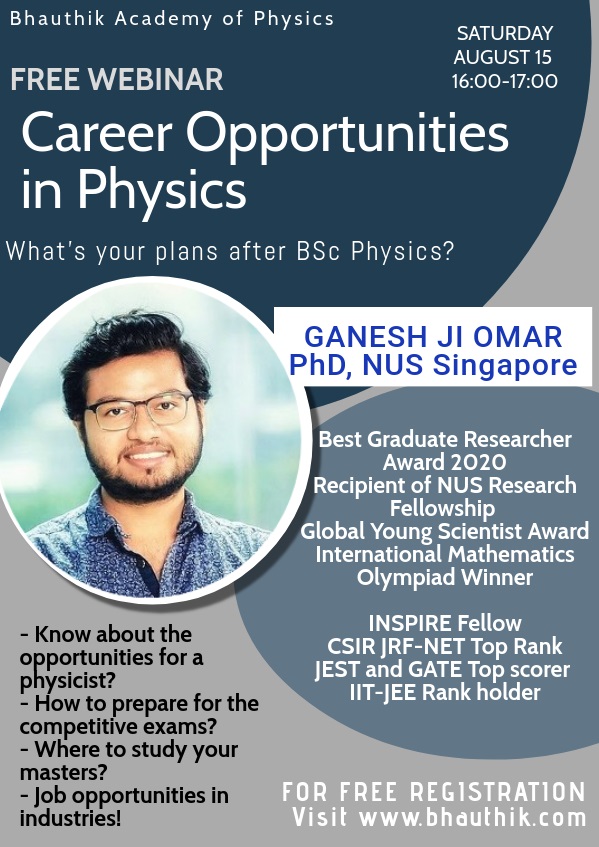 Bhauthik Academy of Physics
SATURDAY
AUGUST 15
16:00-17:00
FREE WEBINAR
Career Opportunities
in Physics
What's your plans after BSc Physics?
GANESH JI OMAR
PhD, NUS Singapore
Best Graduate Researcher
Award 2020
Recipient of NUS Research
Fellowship
Global Young Scientist Award
International Mathematics
Olympiad Winner
INSPIRE Fellow
CSIR JRF-NET Top Rank
JEST and GATE Top scorer
IIT-JEE Rank holder
- Know about the
opportunities for a
physicist?
- How to prepare for the
competitive exams?
- Where to study your
masters?
- Job opportunities in
industries!
FOR FREE REGISTRATION
Visit www.bhauthik.com